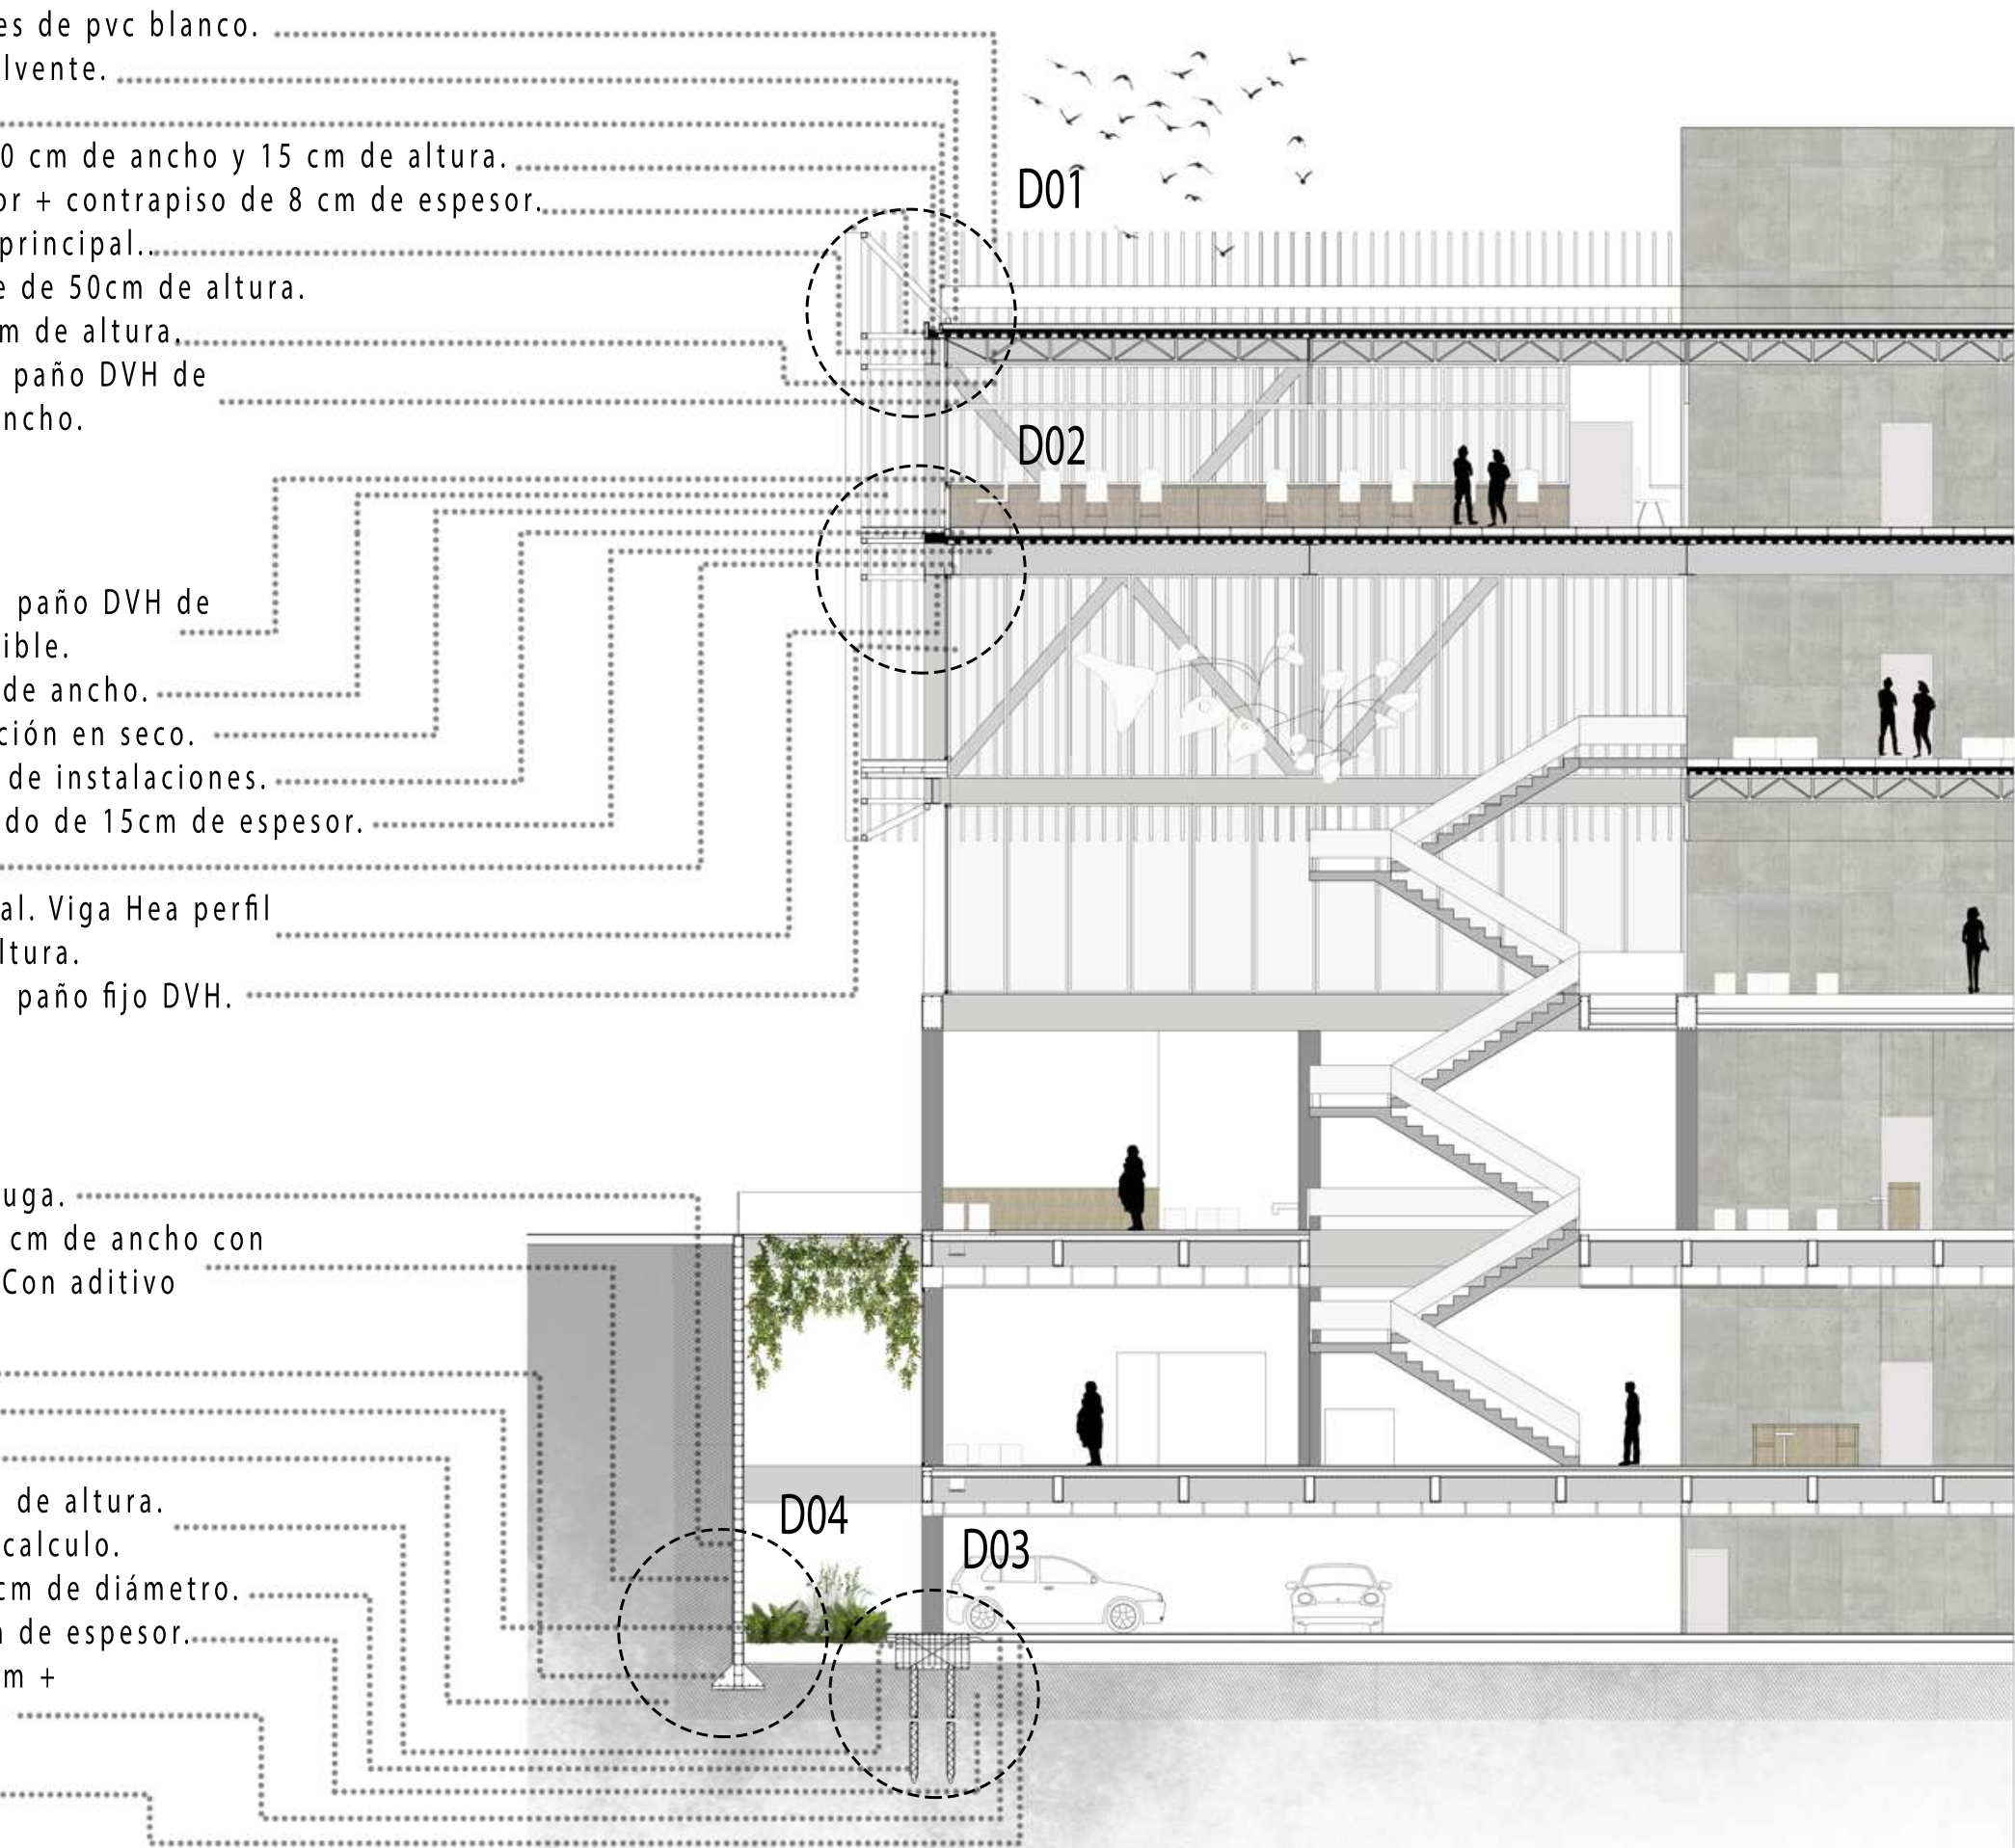 es de pvc blanco.
lvente.
0 cm de ancho y 15 cm de altura.
or + contrapiso de 8 cm de espesor.
principal..
e de 50cm de altura.
m de altura.
paño DVH de
ncho.
D01
D02
paño DVH de
ible.
de ancho.
ción en seco.
de instalaciones.
do de 15cm de espesor.
al. Viga Hea perfil
ltura.
paño fijo DVH.
uga.
cm de ancho con
Con aditivo
de altura.
calculo.
cm de diámetro.
de espesor.
m +
D04
D03